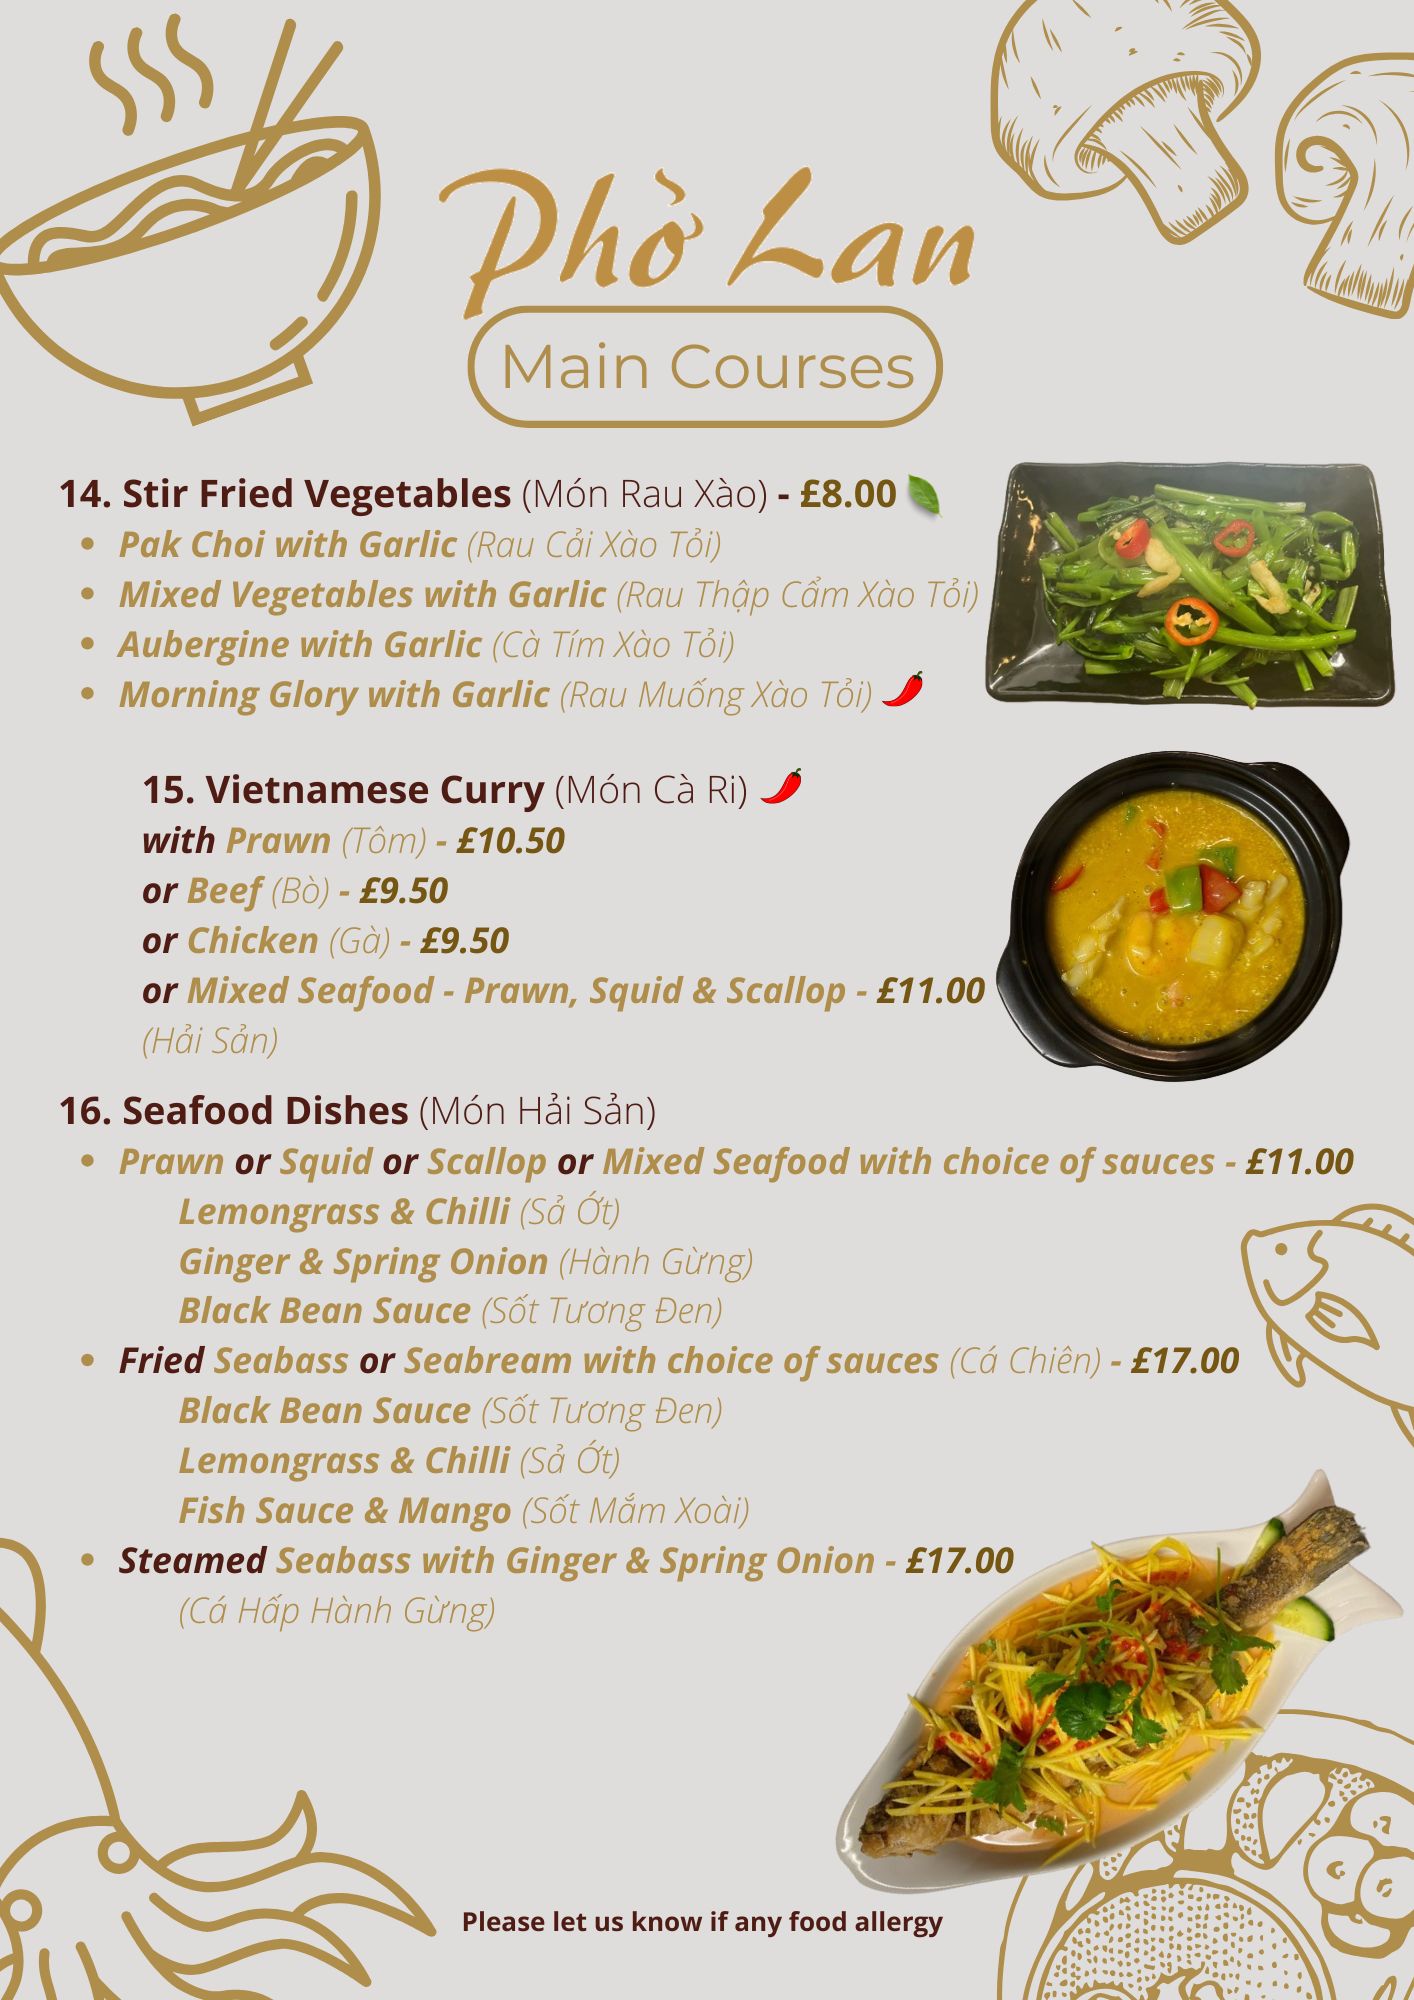 Phở Lan
Main Courses
14. Stir Fried Vegetables (Món Rau Xào) - £8.00
• Pak Choi with Garlic (Rau Cải Xào Tỏi)
• Mixed Vegetables with Garlic (Rau Thập Cẩm Xào Tỏi)
• Aubergine with Garlic (Cà Tím Xào Tỏi)
• Morning Glory with Garlic (Rau Muống Xào Tỏi)
15. Vietnamese Curry (Món Cà Ri)
with Prawn (Tôm) - £10.50
or Beef (Bò) - £9.50
or Chicken (Gà) - £9.50
or Mixed Seafood - Prawn, Squid & Scallop - £11.00
(Hải Sản)
16. Seafood Dishes (Món Hải Sản)
• Prawn or Squid or Scallop or Mixed Seafood with choice of sauces - £11.00
Lemongrass & Chilli (Sả Ớt)
Ginger & Spring Onion (Hành Gừng)
Black Bean Sauce (Sốt Tương Đen)
• Fried Seabass or Seabream with choice of sauces (Cá Chiên) - £17.00
Black Bean Sauce (Sốt Tương Đen)
Lemongrass & Chilli (Sả Ớt)
Fish Sauce & Mango (Sốt Mắm Xoài)
• Steamed Seabass with Ginger & Spring Onion - £17.00
(Cá Hấp Hành Gừng)
Please let us know if any food allergy